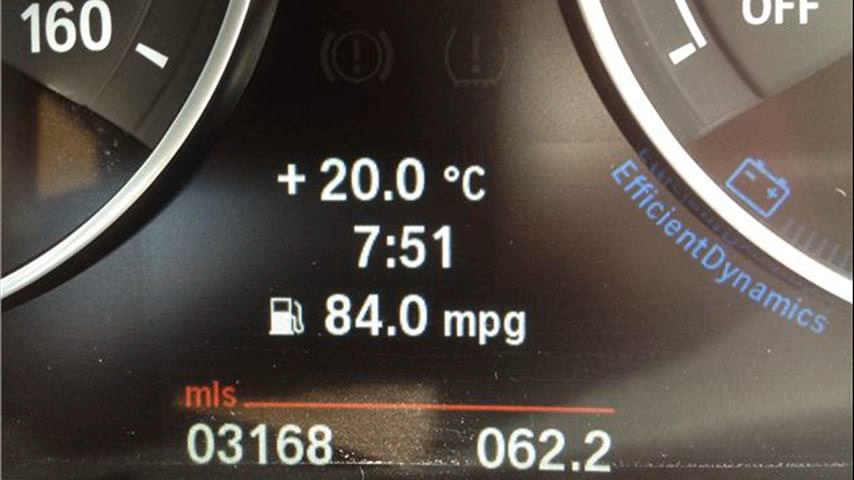 160
OFF
+ 20.0 °C
7:51
84.0 mpg
EfficientDynamics
mls
03168 062.2